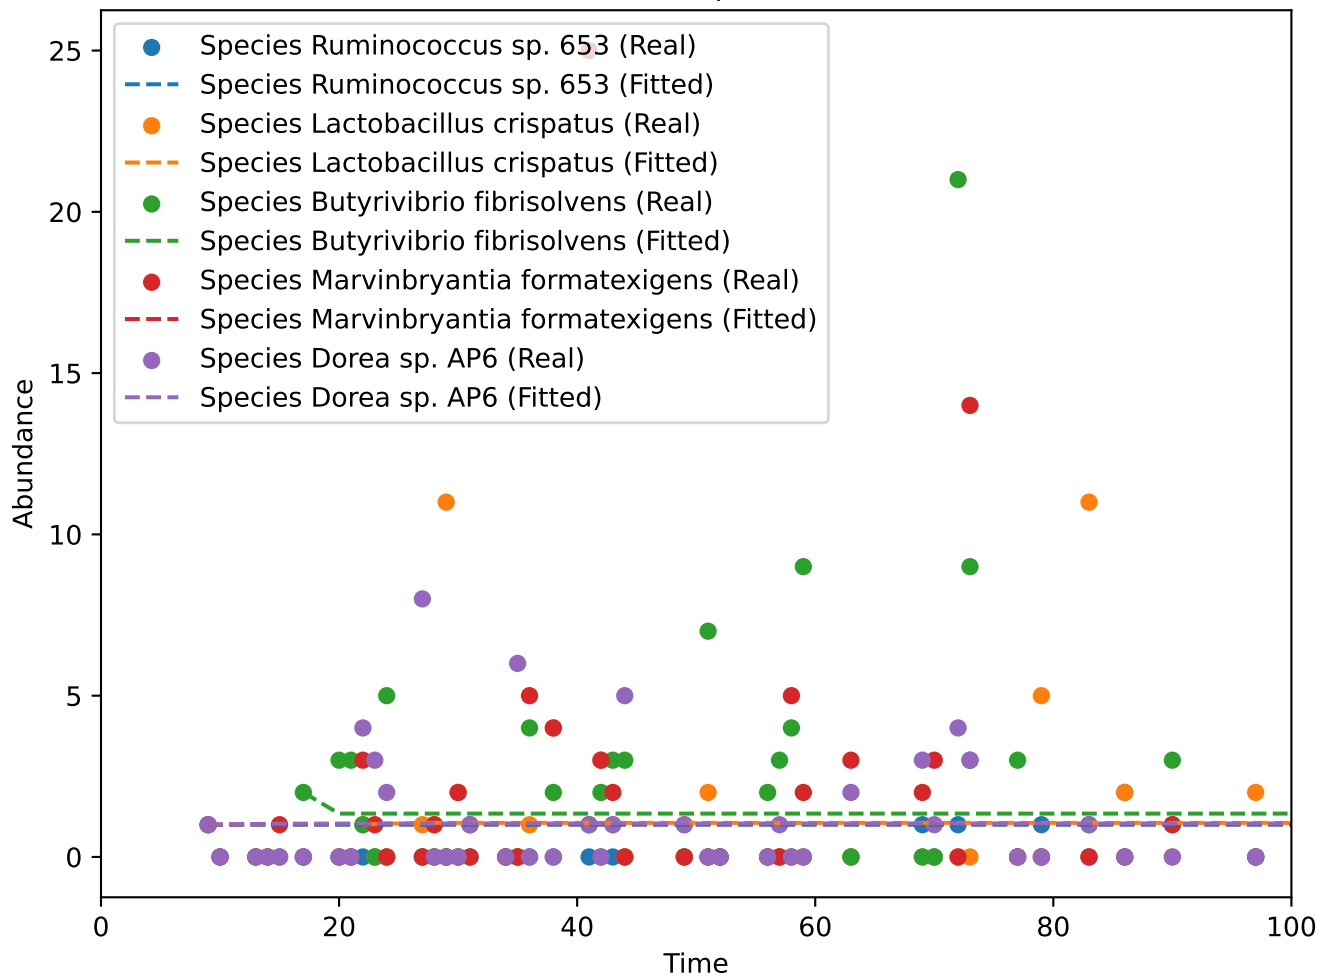 25
20
15
10
5
0
Abundance
Species Ruminococcus sp. 653 (Real)
Species Ruminococcus sp. 653 (Fitted)
Species Lactobacillus crispatus (Real)
Species Lactobacillus crispatus (Fitted)
Species Butyrivibrio fibrisolvens (Real)
Species Butyrivibrio fibrisolvens (Fitted)
Species Marvinbryantia formatexigens (Real)
Species Marvinbryantia formatexigens (Fitted)
Species Dorea sp. AP6 (Real)
Species Dorea sp. AP6 (Fitted)
0 20 40 60 80 100
Time